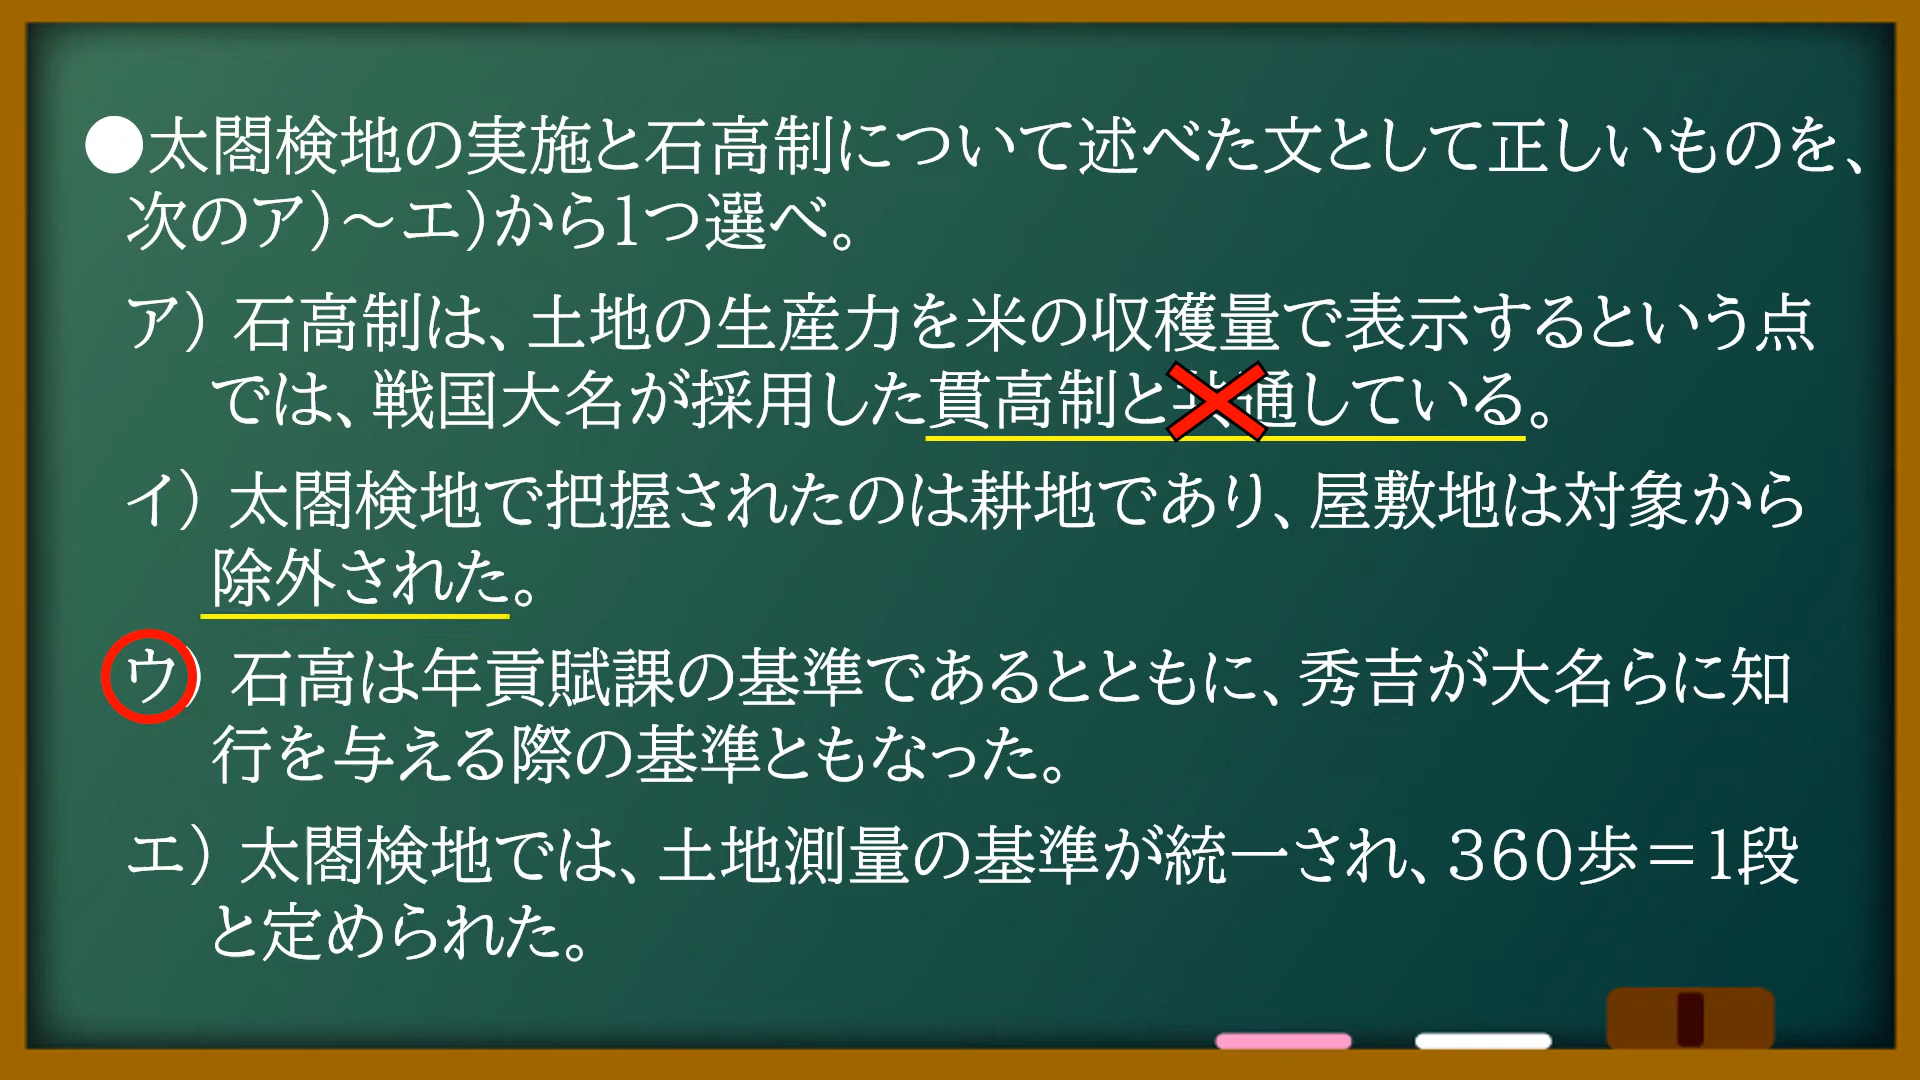 ●太閤検地の実施と石高制について述べた文として正しいものを、
次のア)～エ)から1つ選べ。
ア) 石高制は、土地の生産力を米の収穫量で表示するという点
では、戦国大名が採用した貫高制と共通している。
イ) 太閤検地で把握されたのは耕地であり、屋敷地は対象から
除外された。
ウ) 石高は年貢賦課の基準であるとともに、秀吉が大名らに知
行を与える際の基準ともなった。
エ) 太閤検地では、土地測量の基準が統一され、360歩＝1段
と定められた。